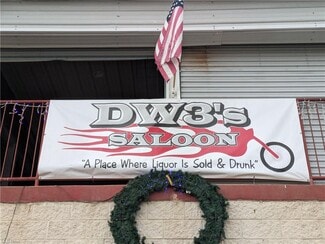 DW3's
SALOON
"A Place Where Liquor Is Sold & Drunk"